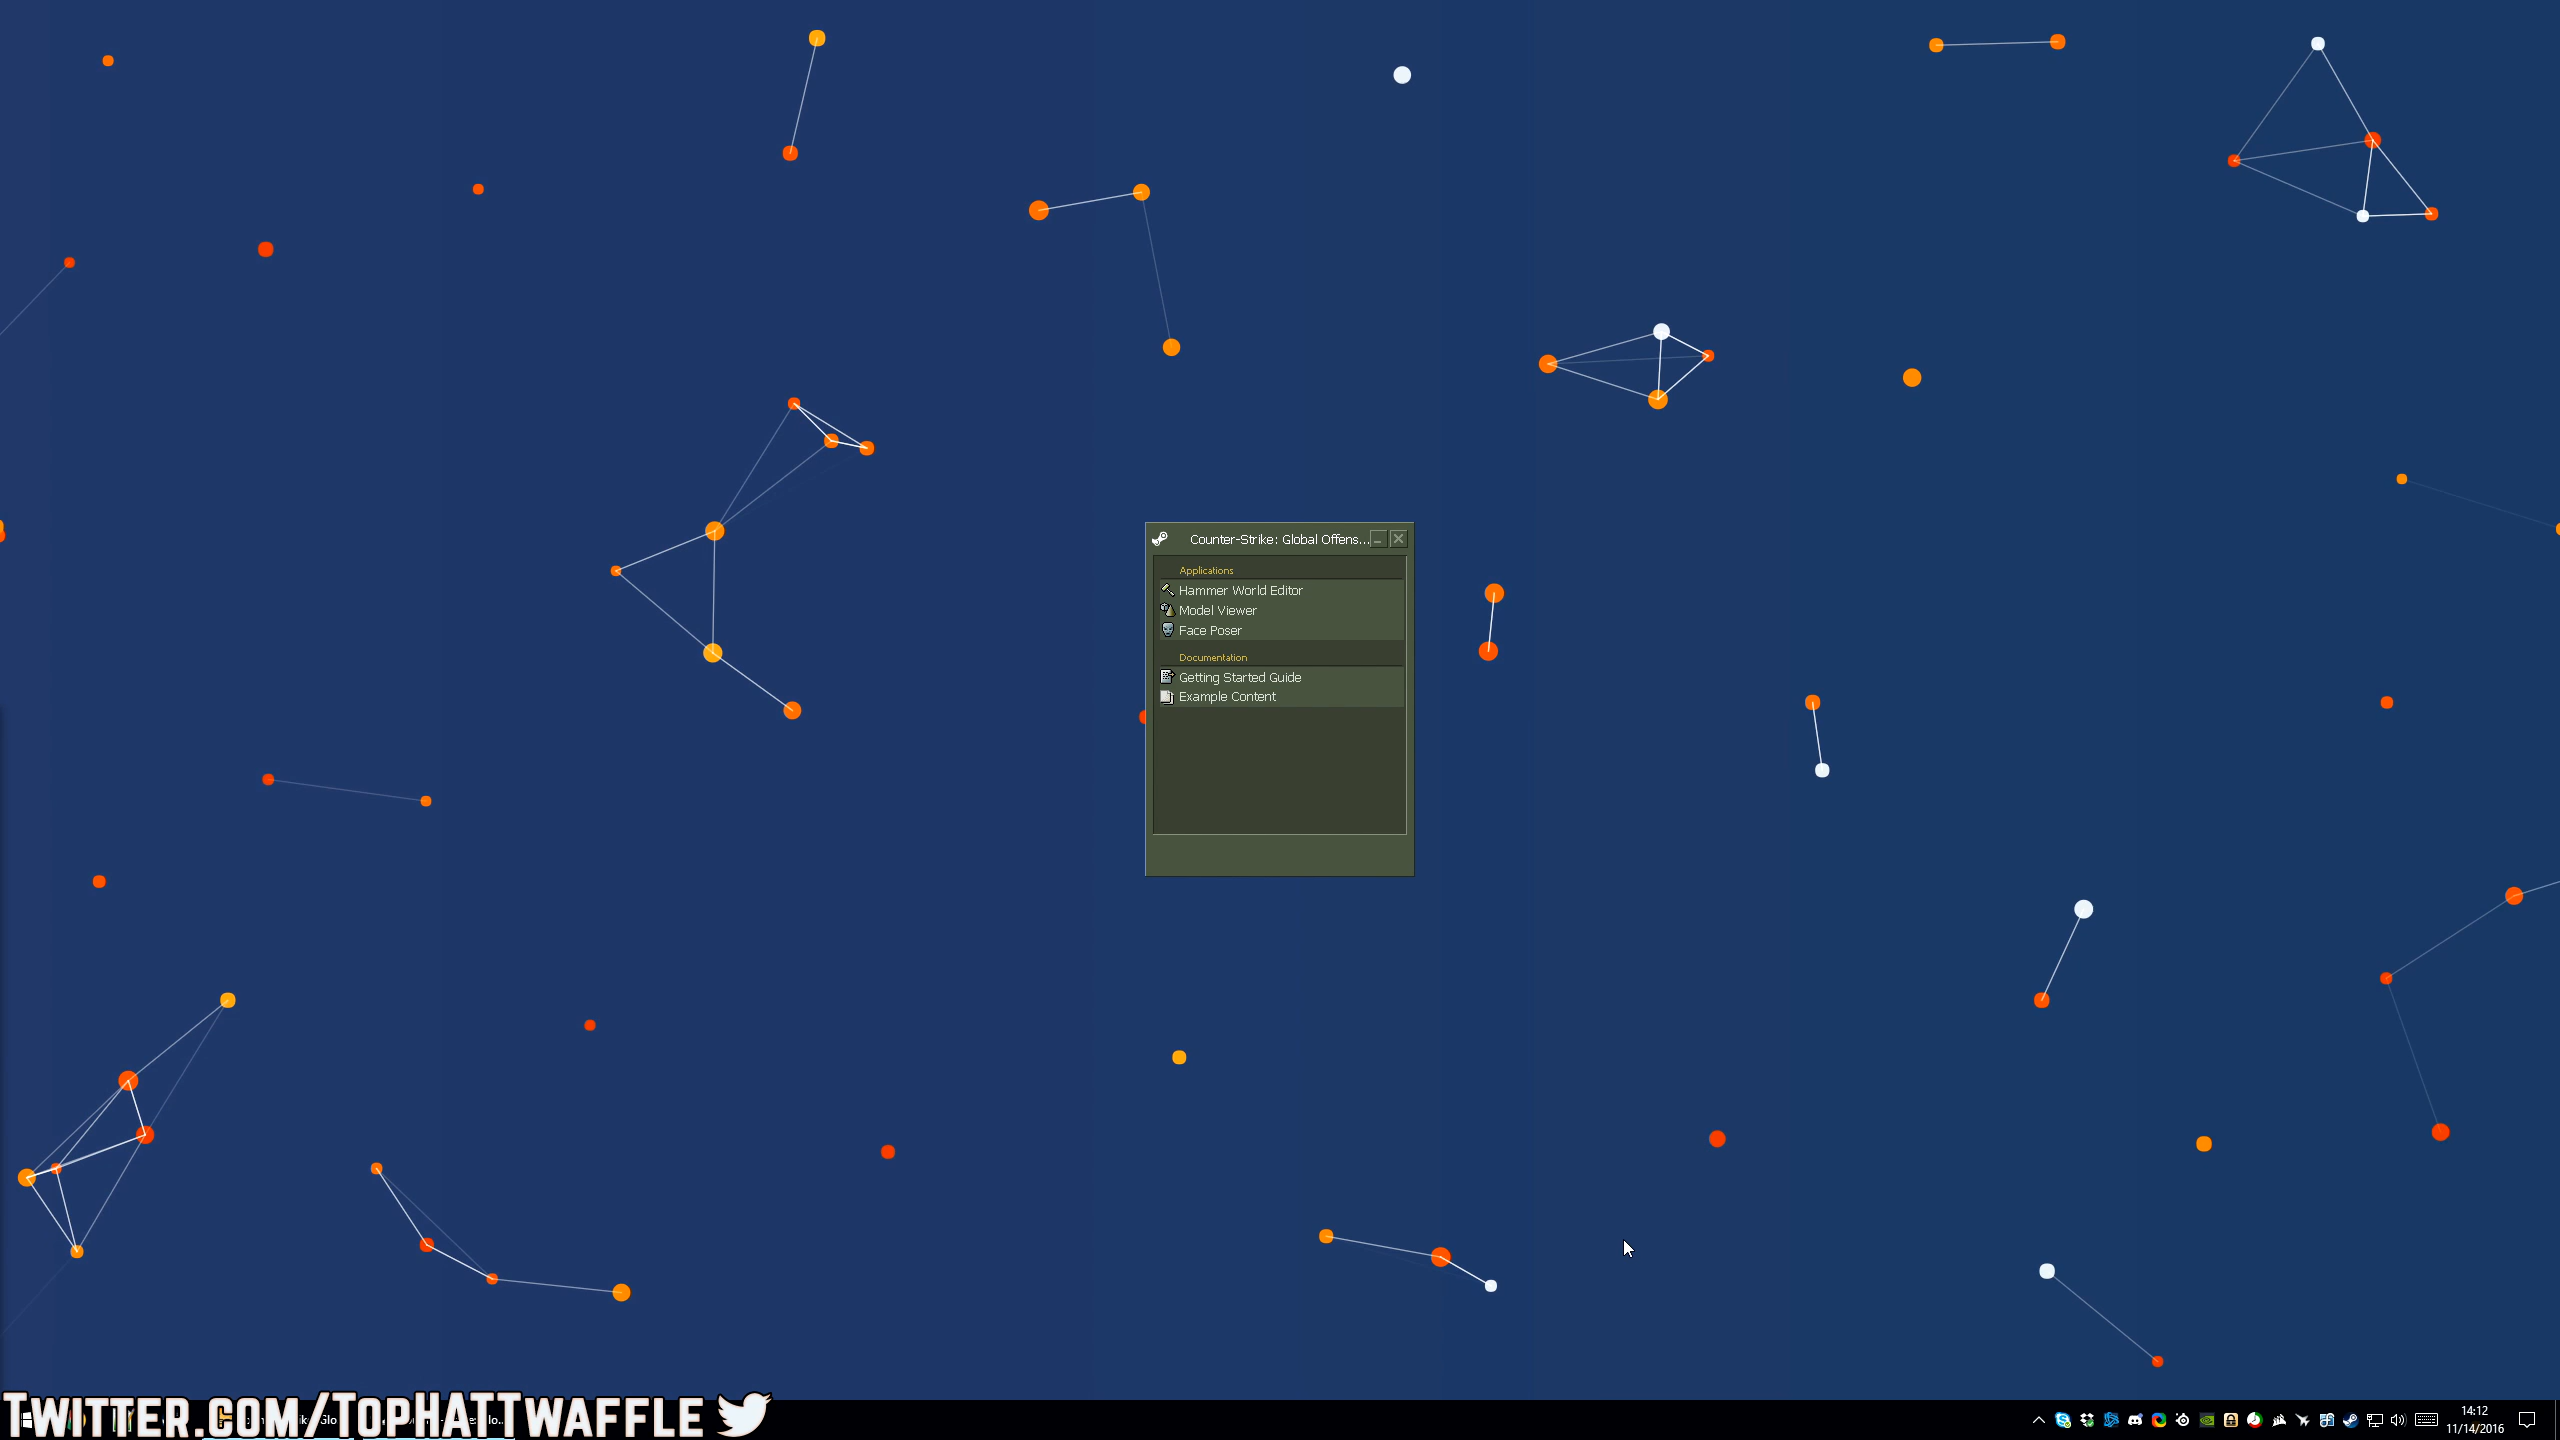 Counter-Strike: Global Offens...
Applications
Hammer World Editor
Model Viewer
Face Poser
Documentation
Getting Started Guide
Example Content
Twitter.com/TopHATTwaffle
14:12
11/14/2016